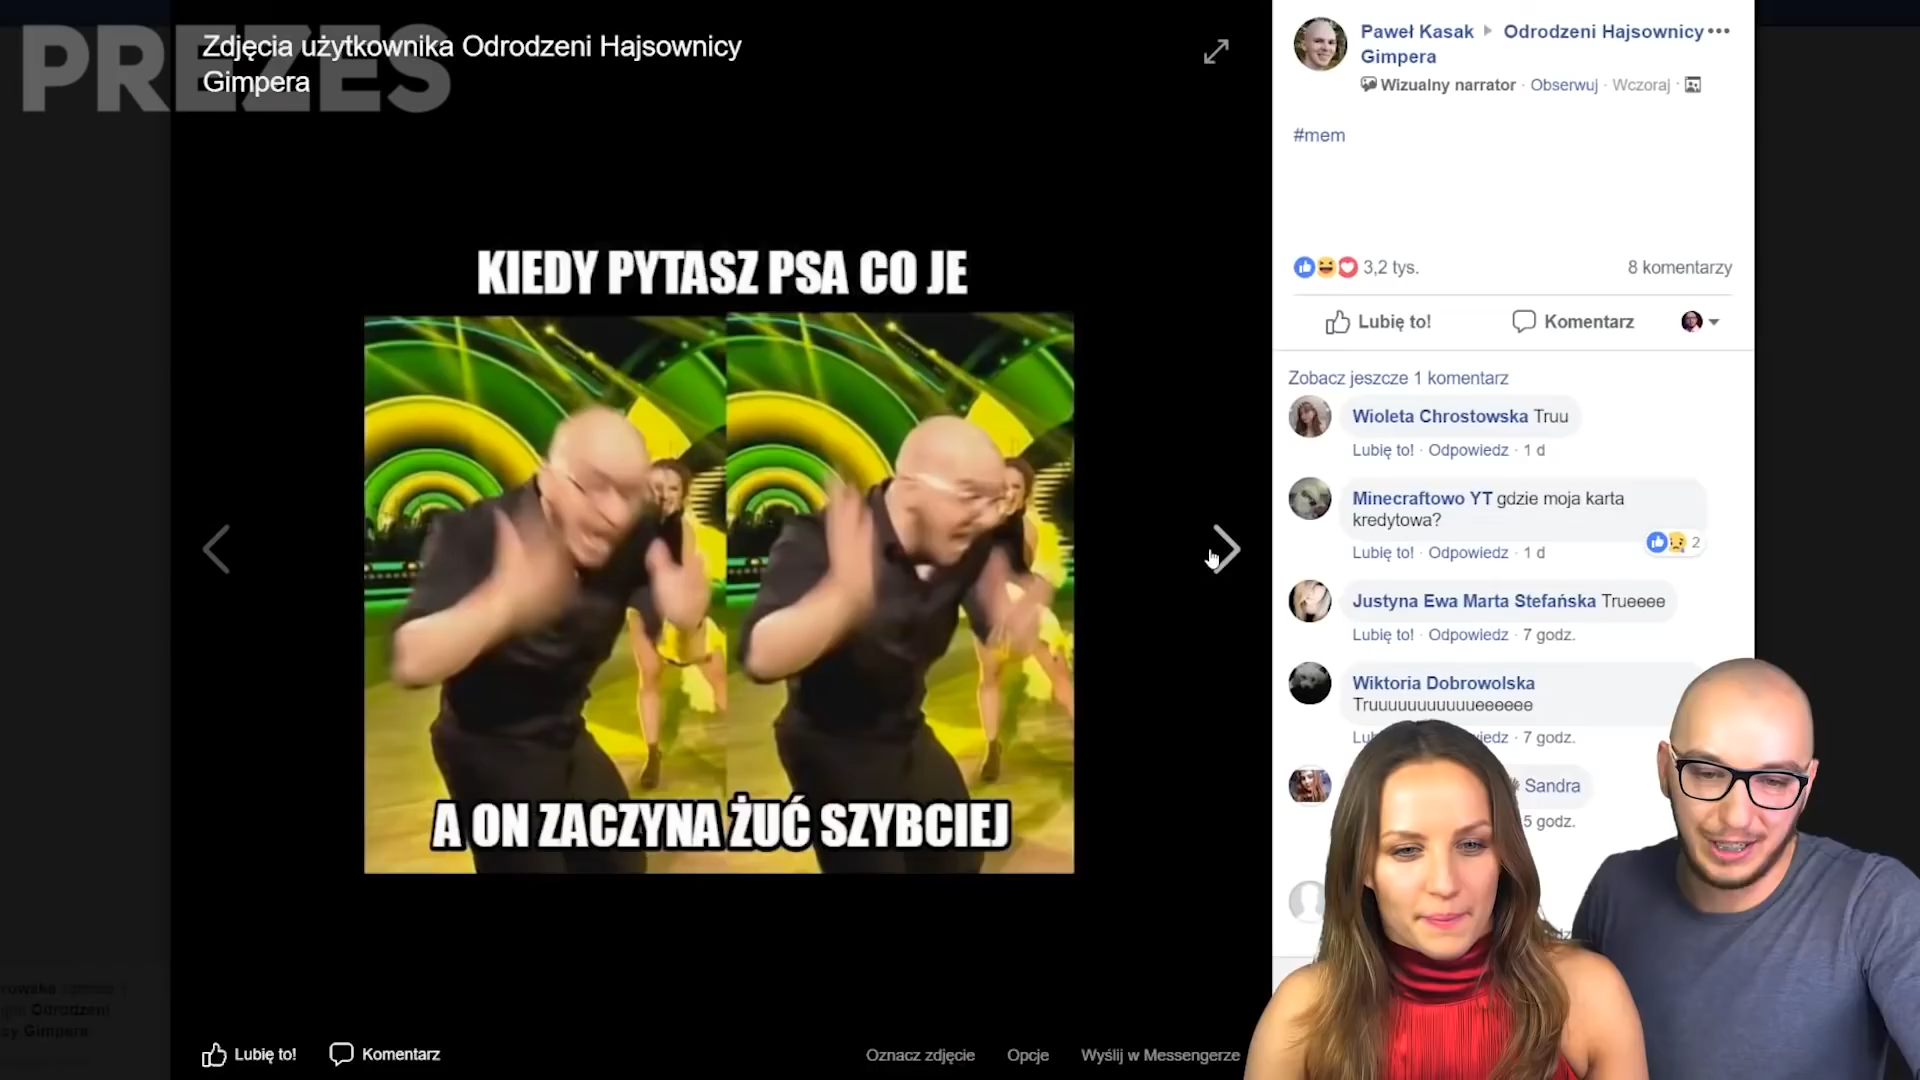 PREZES
Zdjęcia użytkownika Odrodzeni Hajsownicy
Gimpera
KIEDY PYTASZ PSA CO JE
A ON ZACZYNA ŻUĆ SZYBCIEJ
Lubię to!
Komentarz
Oznacz zdjęcie
Opcje
Wyślij w Messengerze
Paweł Kasak
Odrodzeni Hajsownicy
Gimpera
Wizualny narrator · Obserwuj · Wczoraj ·
#mem
3,2 tys.
8 komentarzy
Lubię to!
Komentarz
Zobacz jeszcze 1 komentarz
Wioleta Chrostowska Truu
Lubię to! · Odpowiedz · 1 d
Minecraftowo YT gdzie moja karta
kredytowa?
2
Lubię to! · Odpowiedz · 1 d
Justyna Ewa Marta Stefańska Trueeee
Lubię to! · Odpowiedz · 7 godz.
Wiktoria Dobrowolska
Truuuuuuuuuuueeeeee
7 godz.
Sandra
5 godz.
Odrodzeni
Gimpera